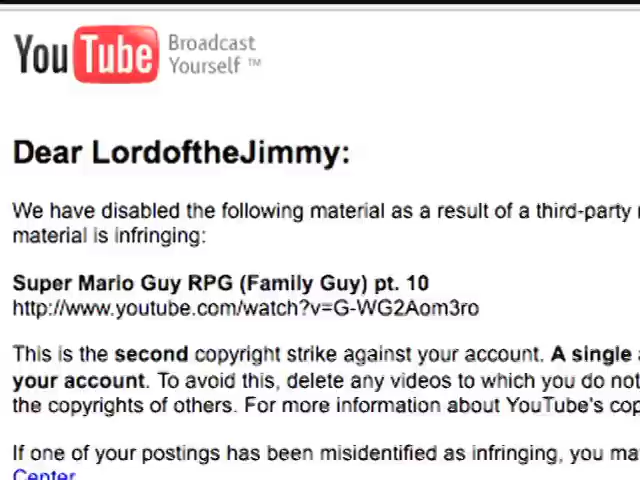 YouTube Broadcast
Yourself ™
Dear LordoftheJimmy:
We have disabled the following material as a result of a third-party
material is infringing:
Super Mario Guy RPG (Family Guy) pt. 10
http://www.youtube.com/watch?v=G-WG2Aom3ro
This is the second copyright strike against your account. A single
your account. To avoid this, delete any videos to which you do not
the copyrights of others. For more information about YouTube's cop
If one of your postings has been misidentified as infringing, you ma
Center